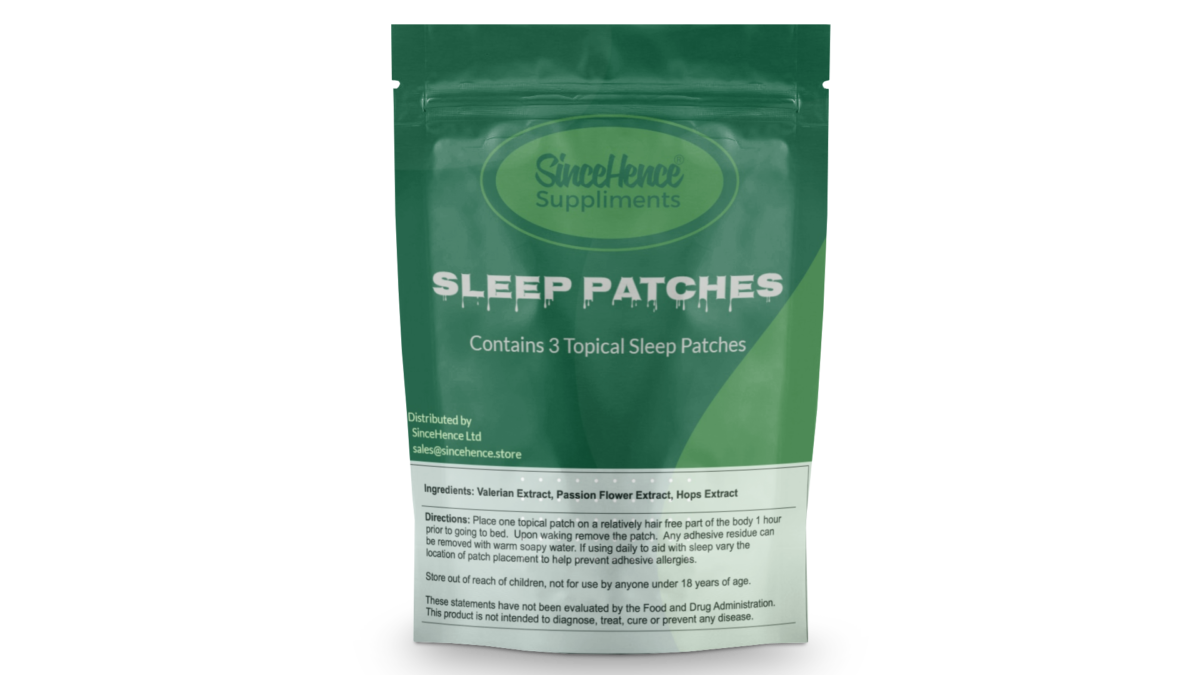 SinceHence®
Suppliments
SLEEP PATCHES
Contains 3 Topical Sleep Patches
Distributed by
SinceHence Ltd
sales@sincehence.store
Ingredients: Valerian Extract, Passion Flower Extract, Hops Extract
Directions: Place one topical patch on a relatively hair free part of the body 1 hour
prior to going to bed. Upon waking remove the patch. Any adhesive residue can
be removed with warm soapy water. If using daily to aid with sleep vary the
location of patch placement to help prevent adhesive allergies.
Store out of reach of children, not for use by anyone under 18 years of age.
These statements have not been evaluated by the Food and Drug Administration.
This product is not intended to diagnose, treat, cure or prevent any disease.